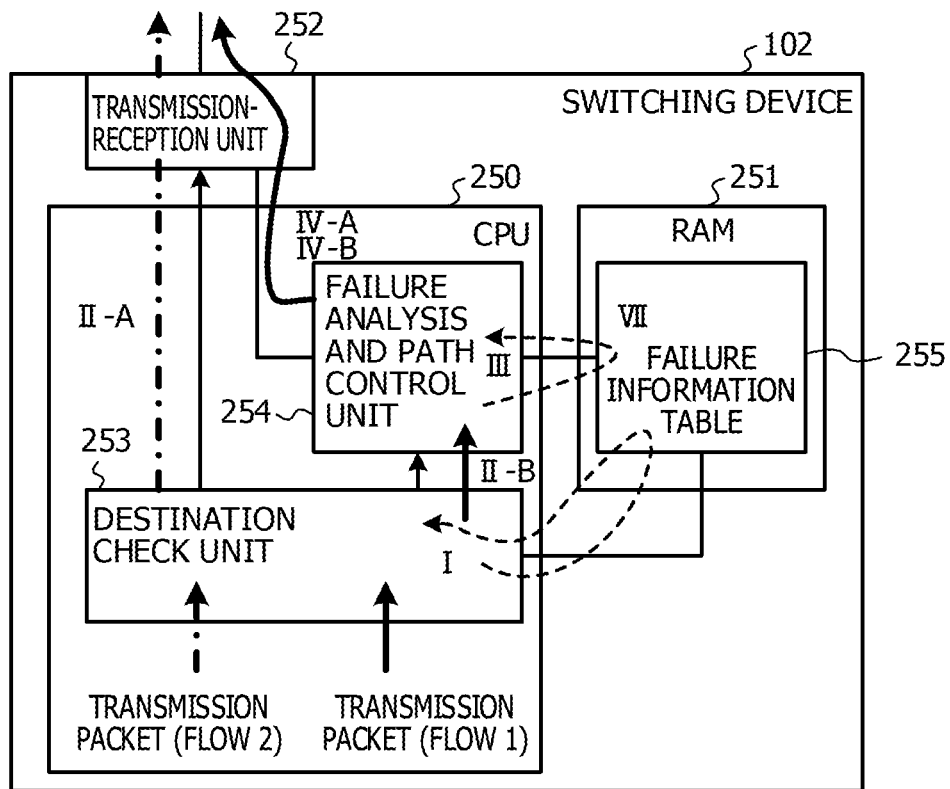 252
102
TRANSMISSION-
RECEPTION UNIT
SWITCHING DEVICE
250
251
Ⅳ-A
Ⅳ-B
CPU
RAM
Ⅱ-A
FAILURE
ANALYSIS
AND PATH
CONTROL
UNIT
Ⅲ
Ⅶ
FAILURE
INFORMATION
TABLE
255
254
253
Ⅱ-B
DESTINATION
CHECK UNIT
Ⅰ
TRANSMISSION
PACKET (FLOW 2)
TRANSMISSION
PACKET (FLOW 1)